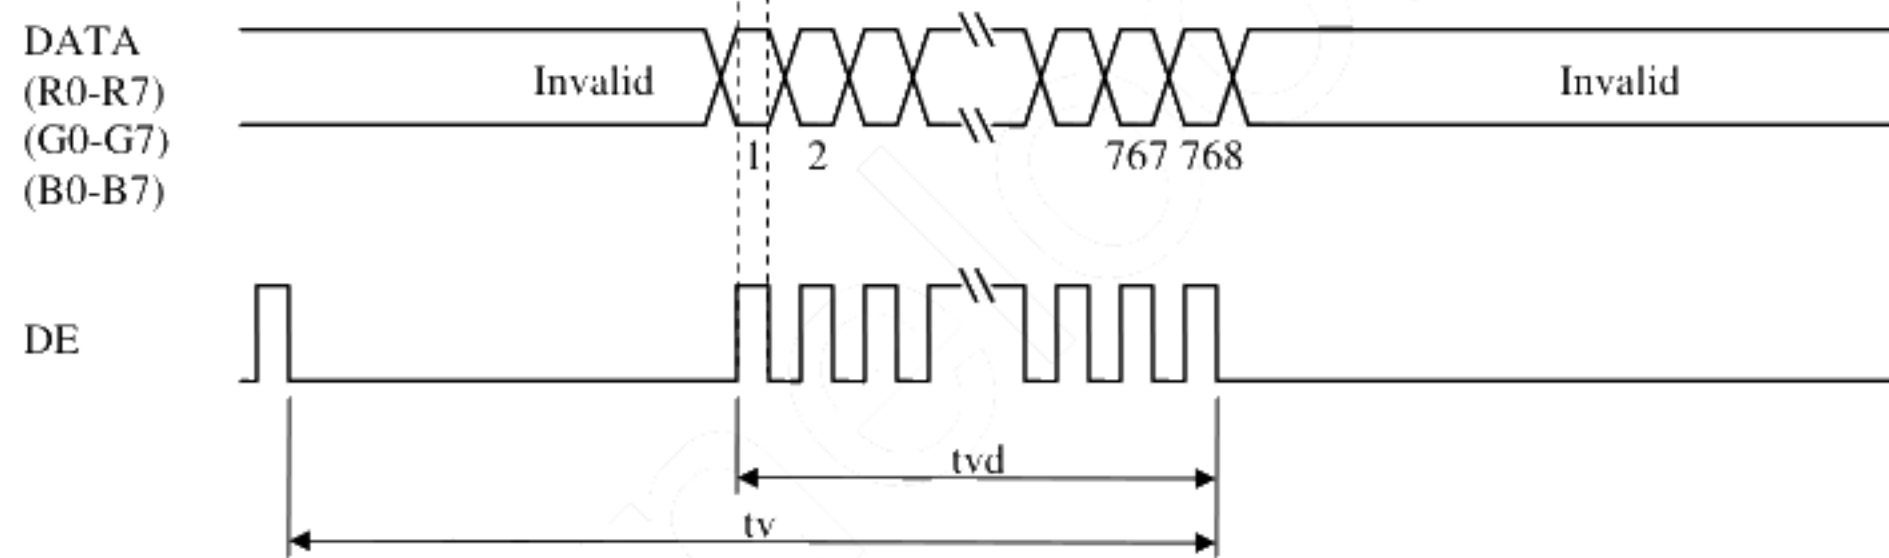 DATA
(R0-R7)
(G0-G7)
(B0-B7)
Invalid
Invalid
1 2 767 768
DE
tvd
tv